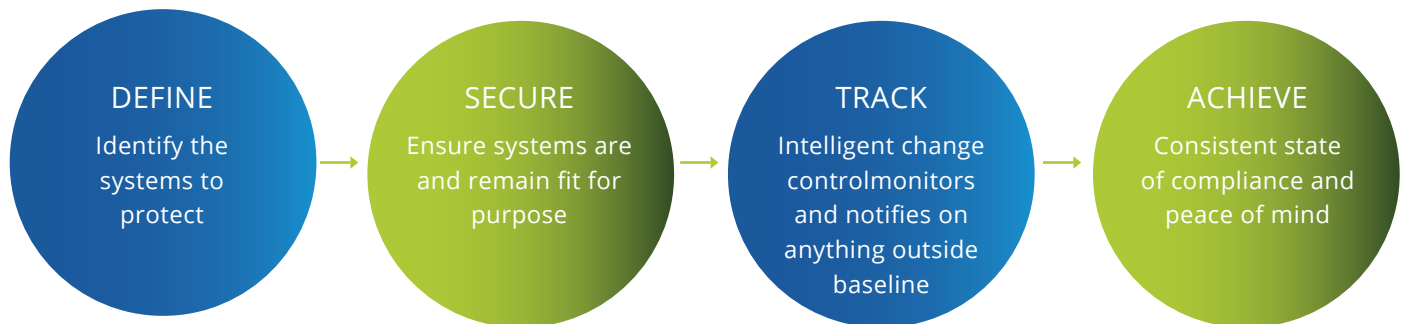 DEFINE
Identify the
systems to
protect
SECURE
Ensure systems are
and remain fit for
purpose
TRACK
Intelligent change
controlmonitors
and notifies on
anything outside
baseline
ACHIEVE
Consistent state
of compliance and
peace of mind